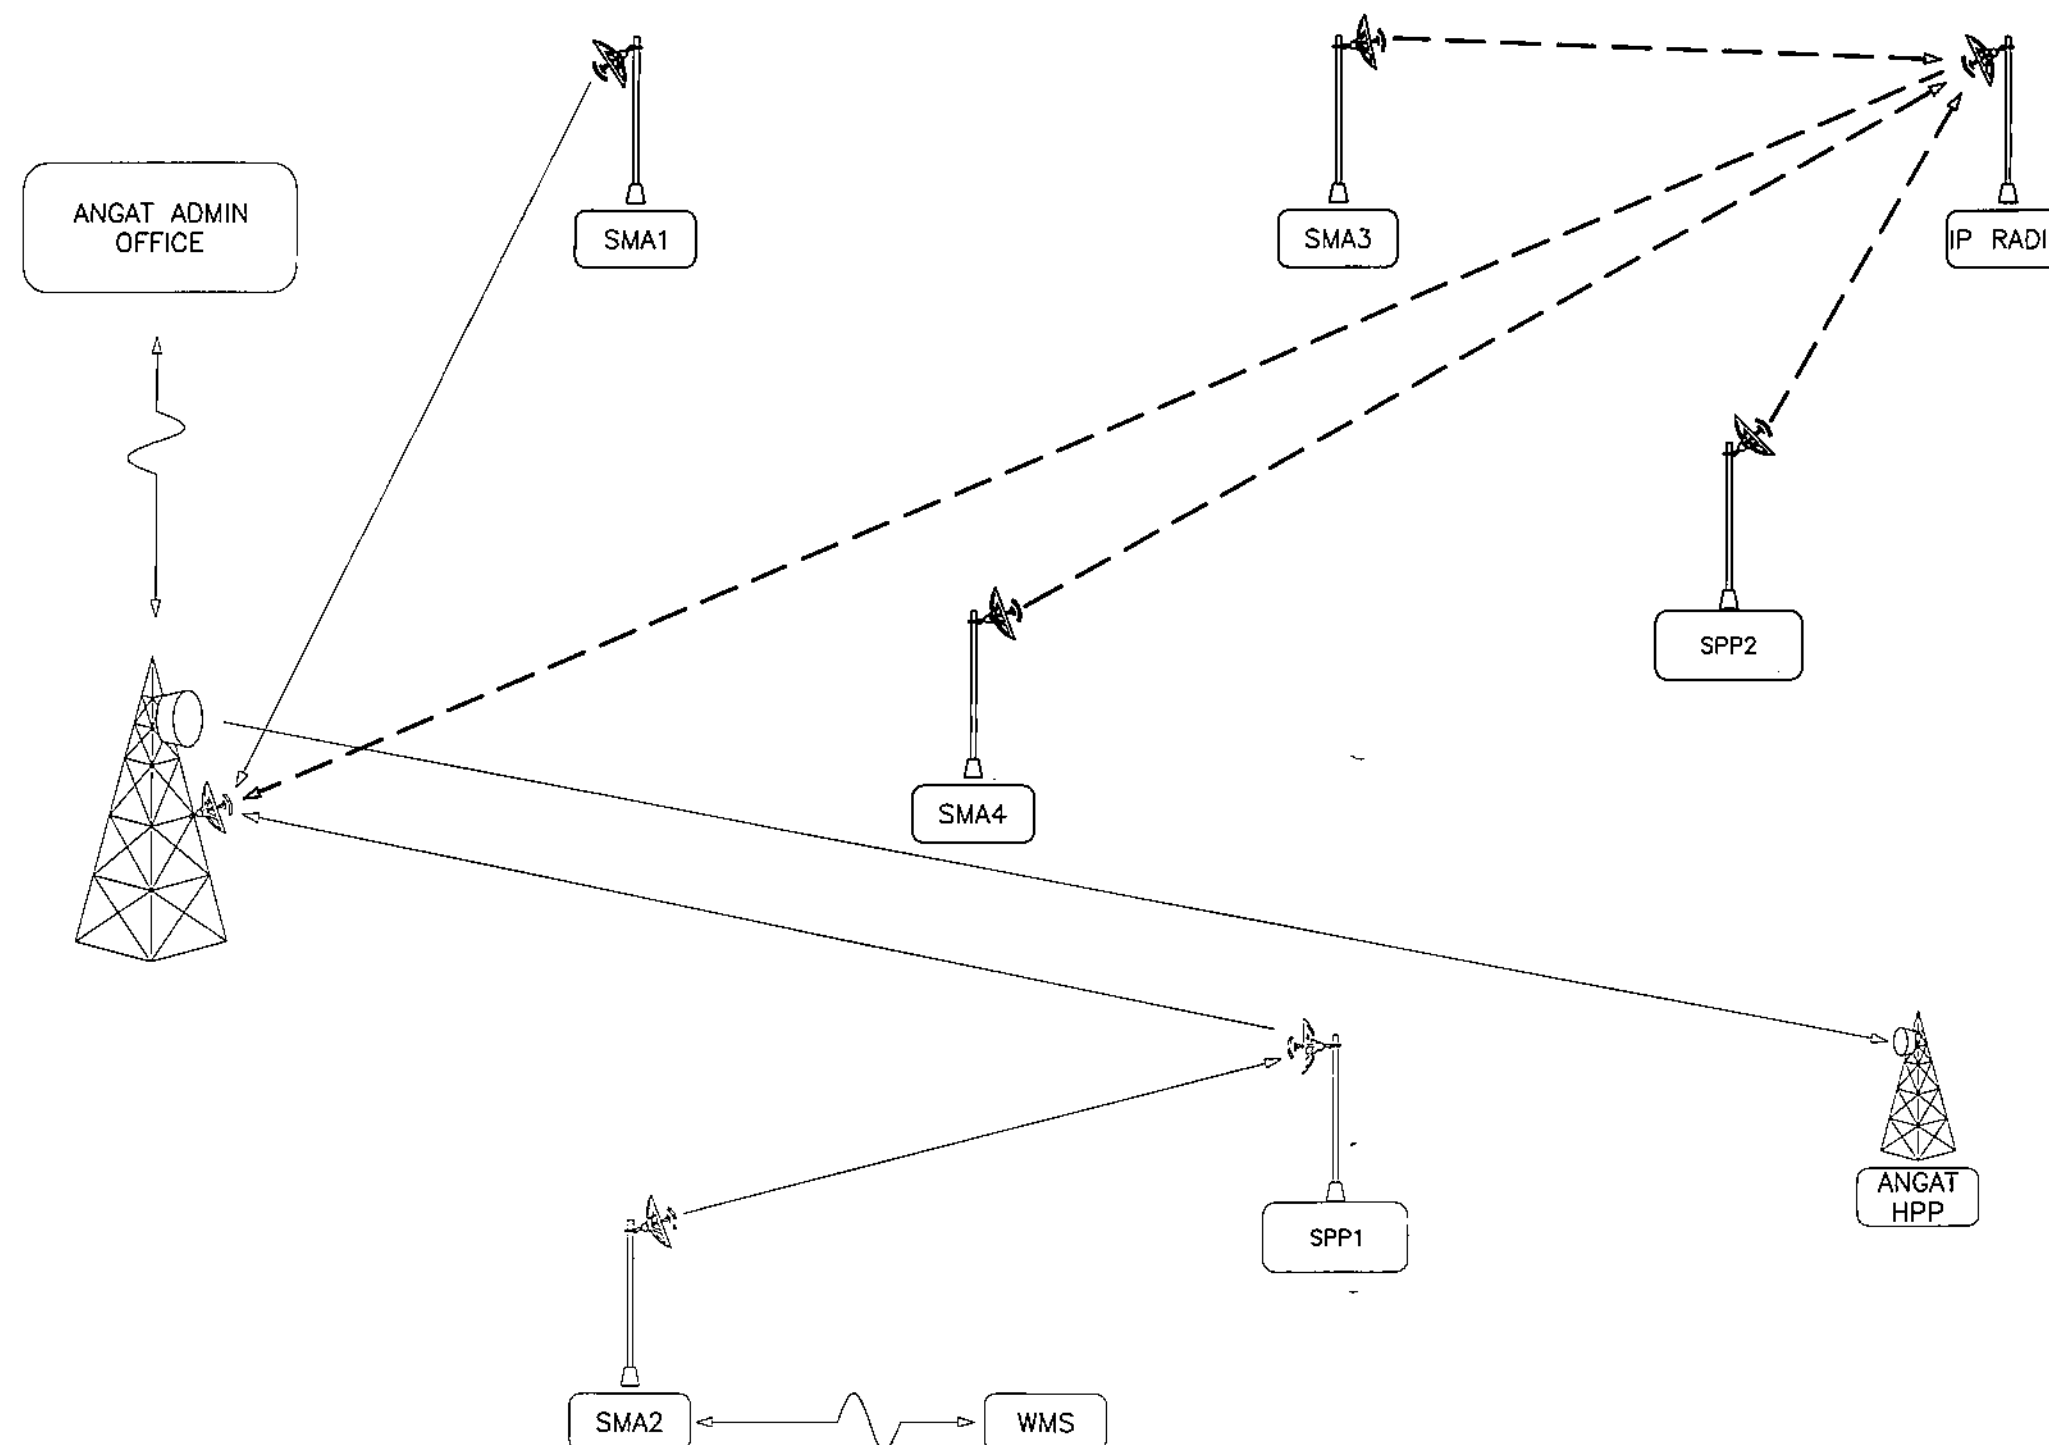 ANGAT ADMIN
OFFICE
SMA1
SMA3
IP RADI
SPP2
SMA4
ANGAT
HPP
SPP1
SMA2
WMS